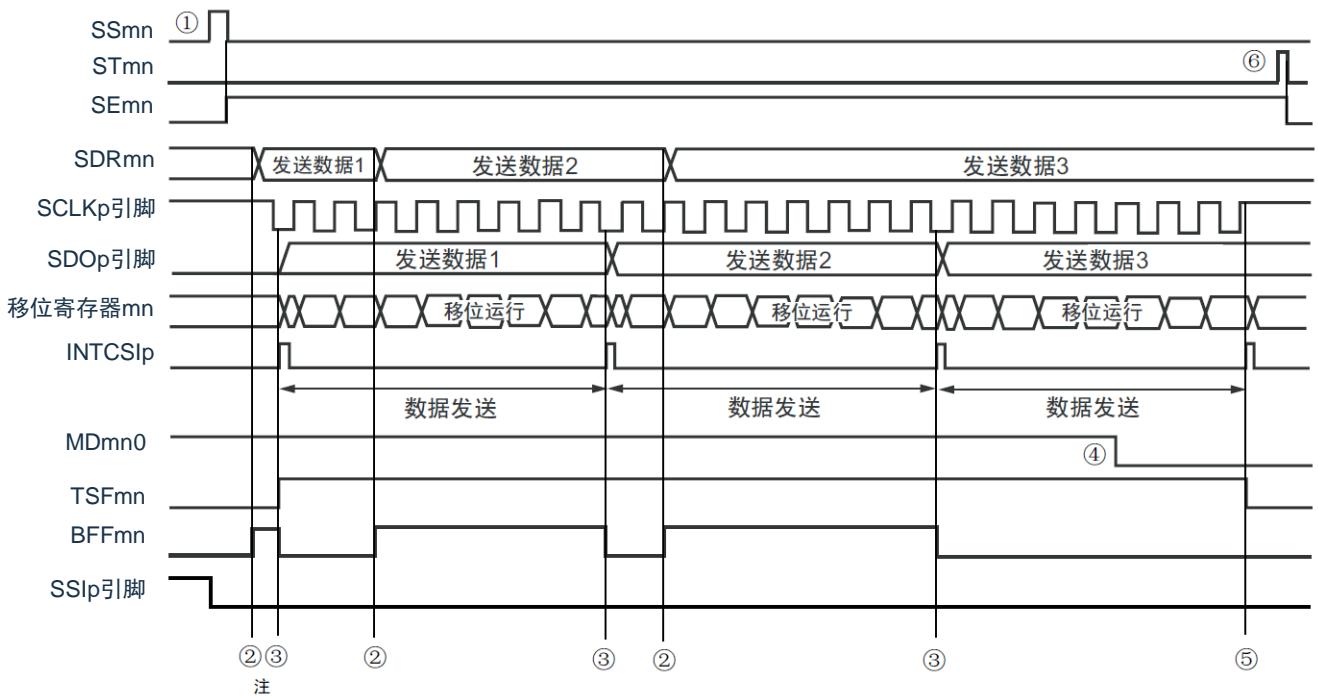 SSmn ①
STmn ⑥
SEmn
SDRmn 发送数据1 发送数据2 发送数据3
SCLKp引脚
SDOp引脚 发送数据1 发送数据2 发送数据3
移位寄存器mn 移位运行 移位运行 移位运行
INTCSIp
数据发送 数据发送 数据发送
MDmn0 ④
TSFmn
BFFmn
SSIp引脚
②③ ② ③ ② ③ ⑤
注